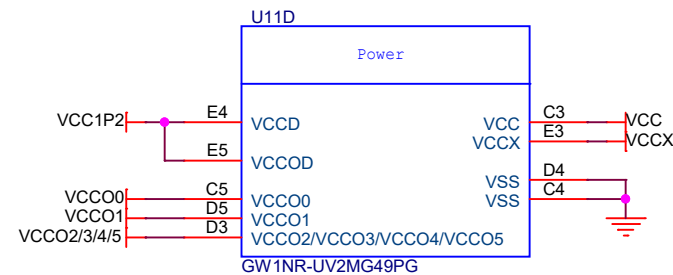 U11D
Power
VCC1P2 E4 VCCD VCC C3 VCC
VCCX E3 VCCX
E5 VCCOD
VSS D4
VCCO0 C5 VCCO0 VSS C4
VCCO1 D5 VCCO1
VCCO2/3/4/5 D3 VCCO2/VCCO3/VCCO4/VCCO5
GW1NR-UV2MG49PG